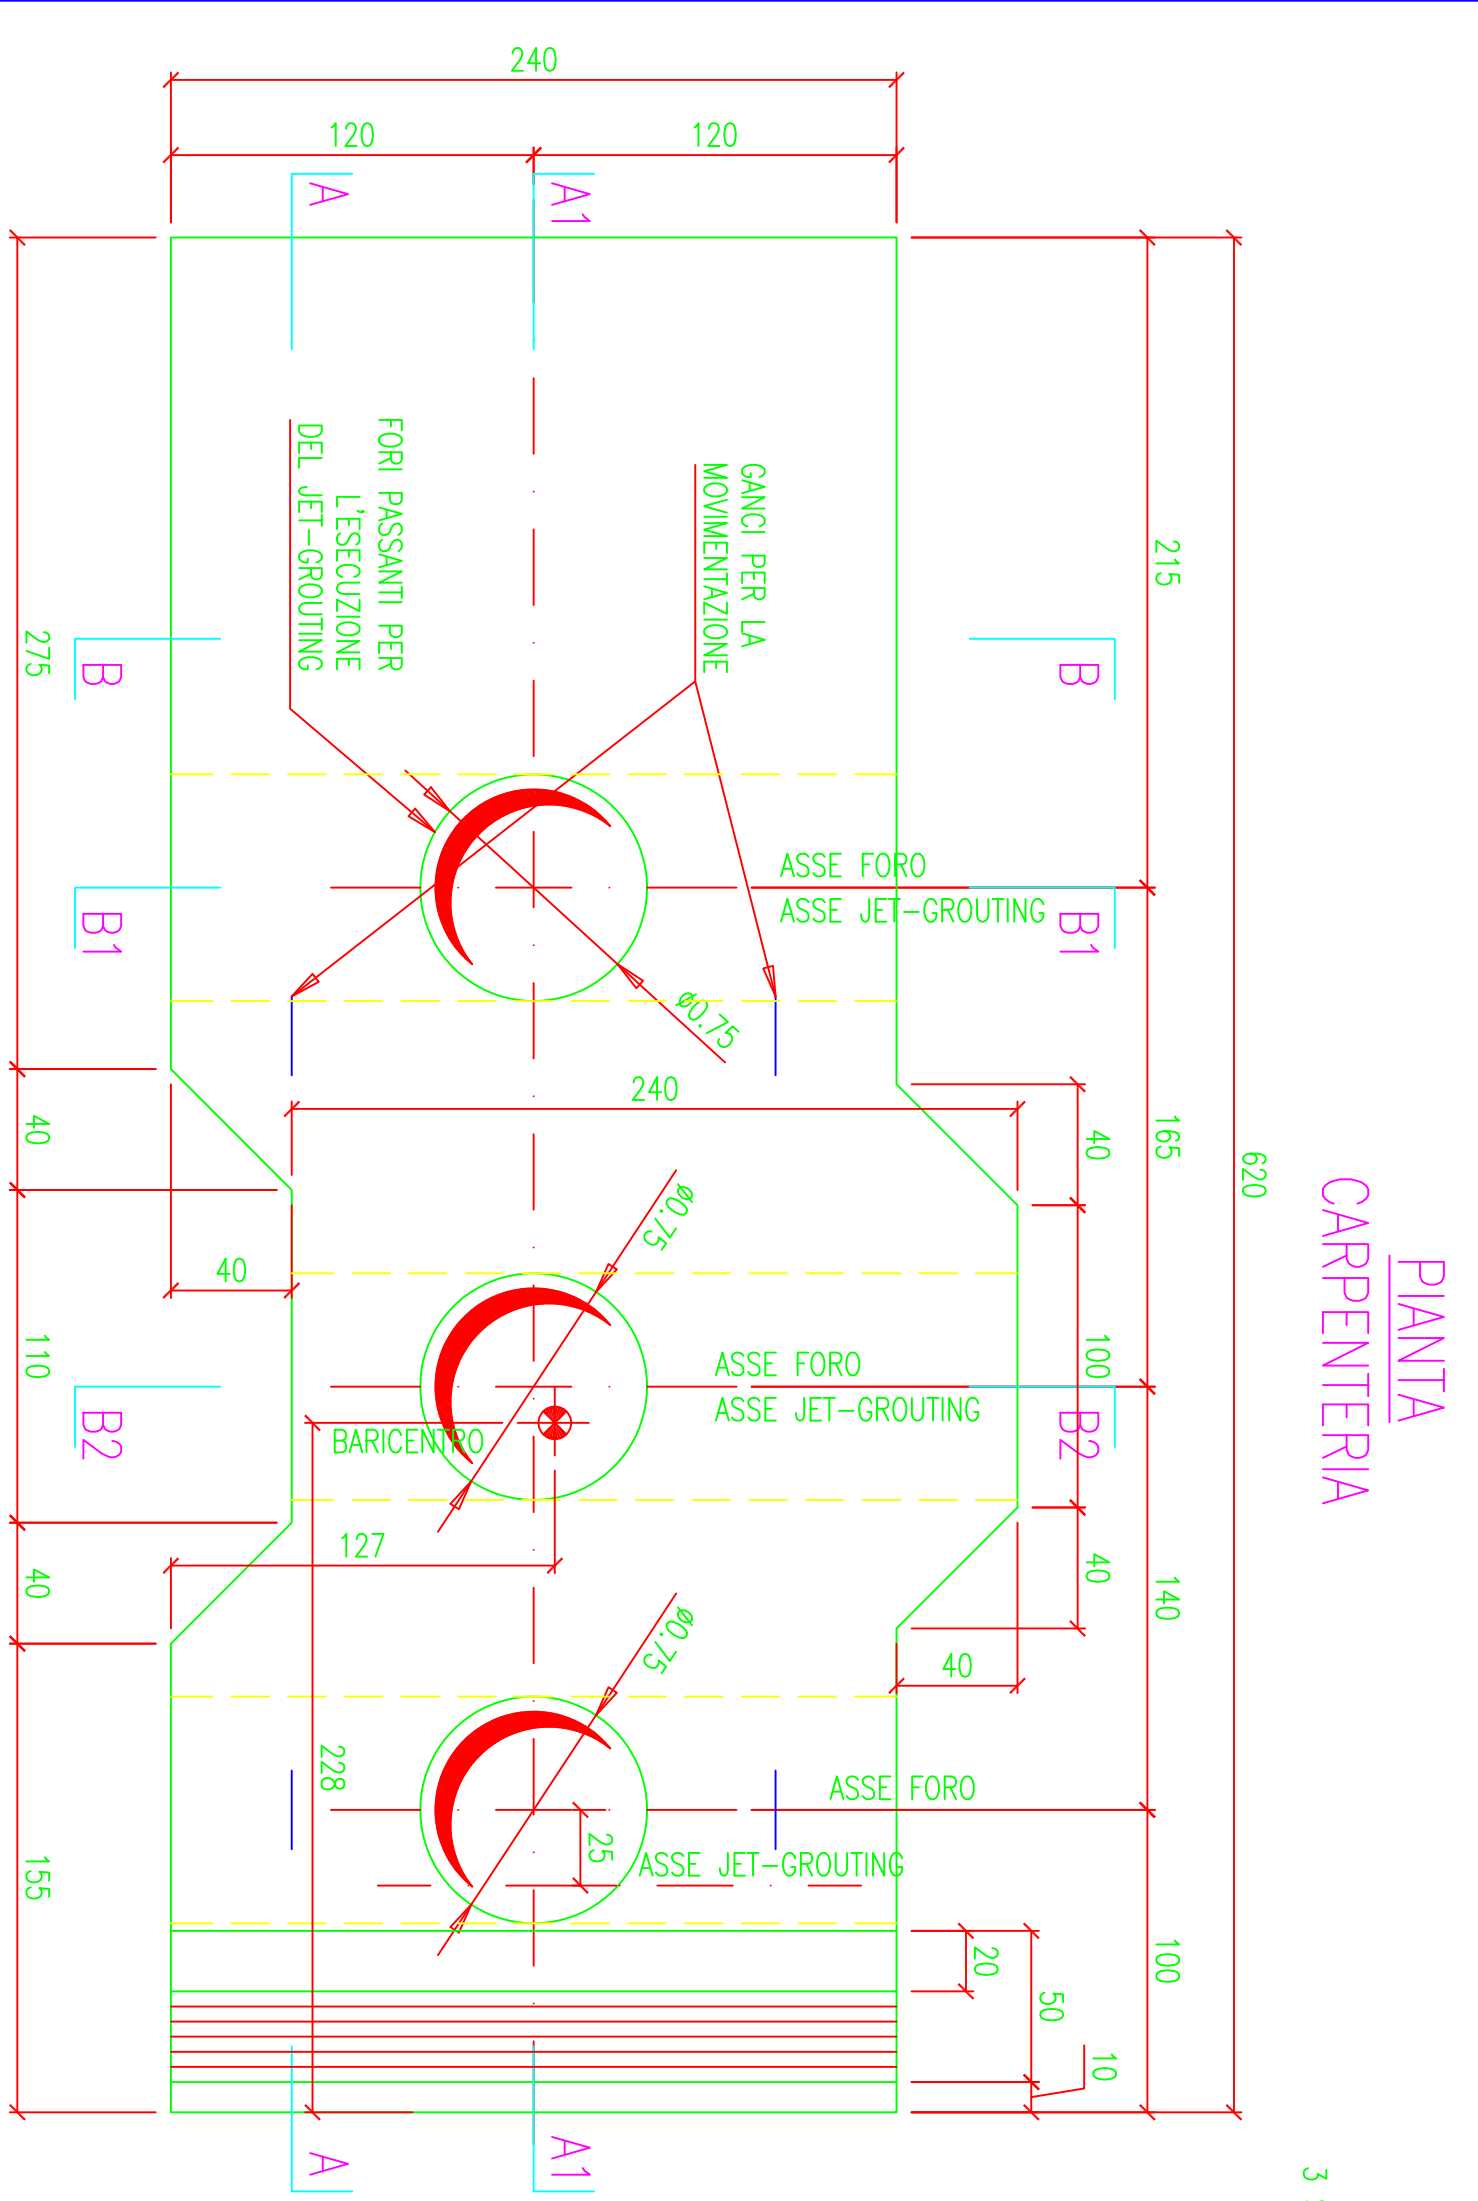 PIANTA
CARPENTERIA
620
215
165
140
100
40
100
40
40
20
50
10
240
120
120
A
A1
B
B
B1
B1
B2
B2
GANCI PER LA
MOVIMENTAZIONE
FORI PASSANTI PER
L'ESECUZIONE
DEL JET-GROUTING
ASSE FORO
ASSE JET-GROUTING
ø0.75
240
ø0.75
ASSE FORO
ASSE JET-GROUTING
BARICENTRO
40
127
ø0.75
ASSE FORO
ASSE JET-GROUTING
25
228
275
40
110
40
155
A
A1
3